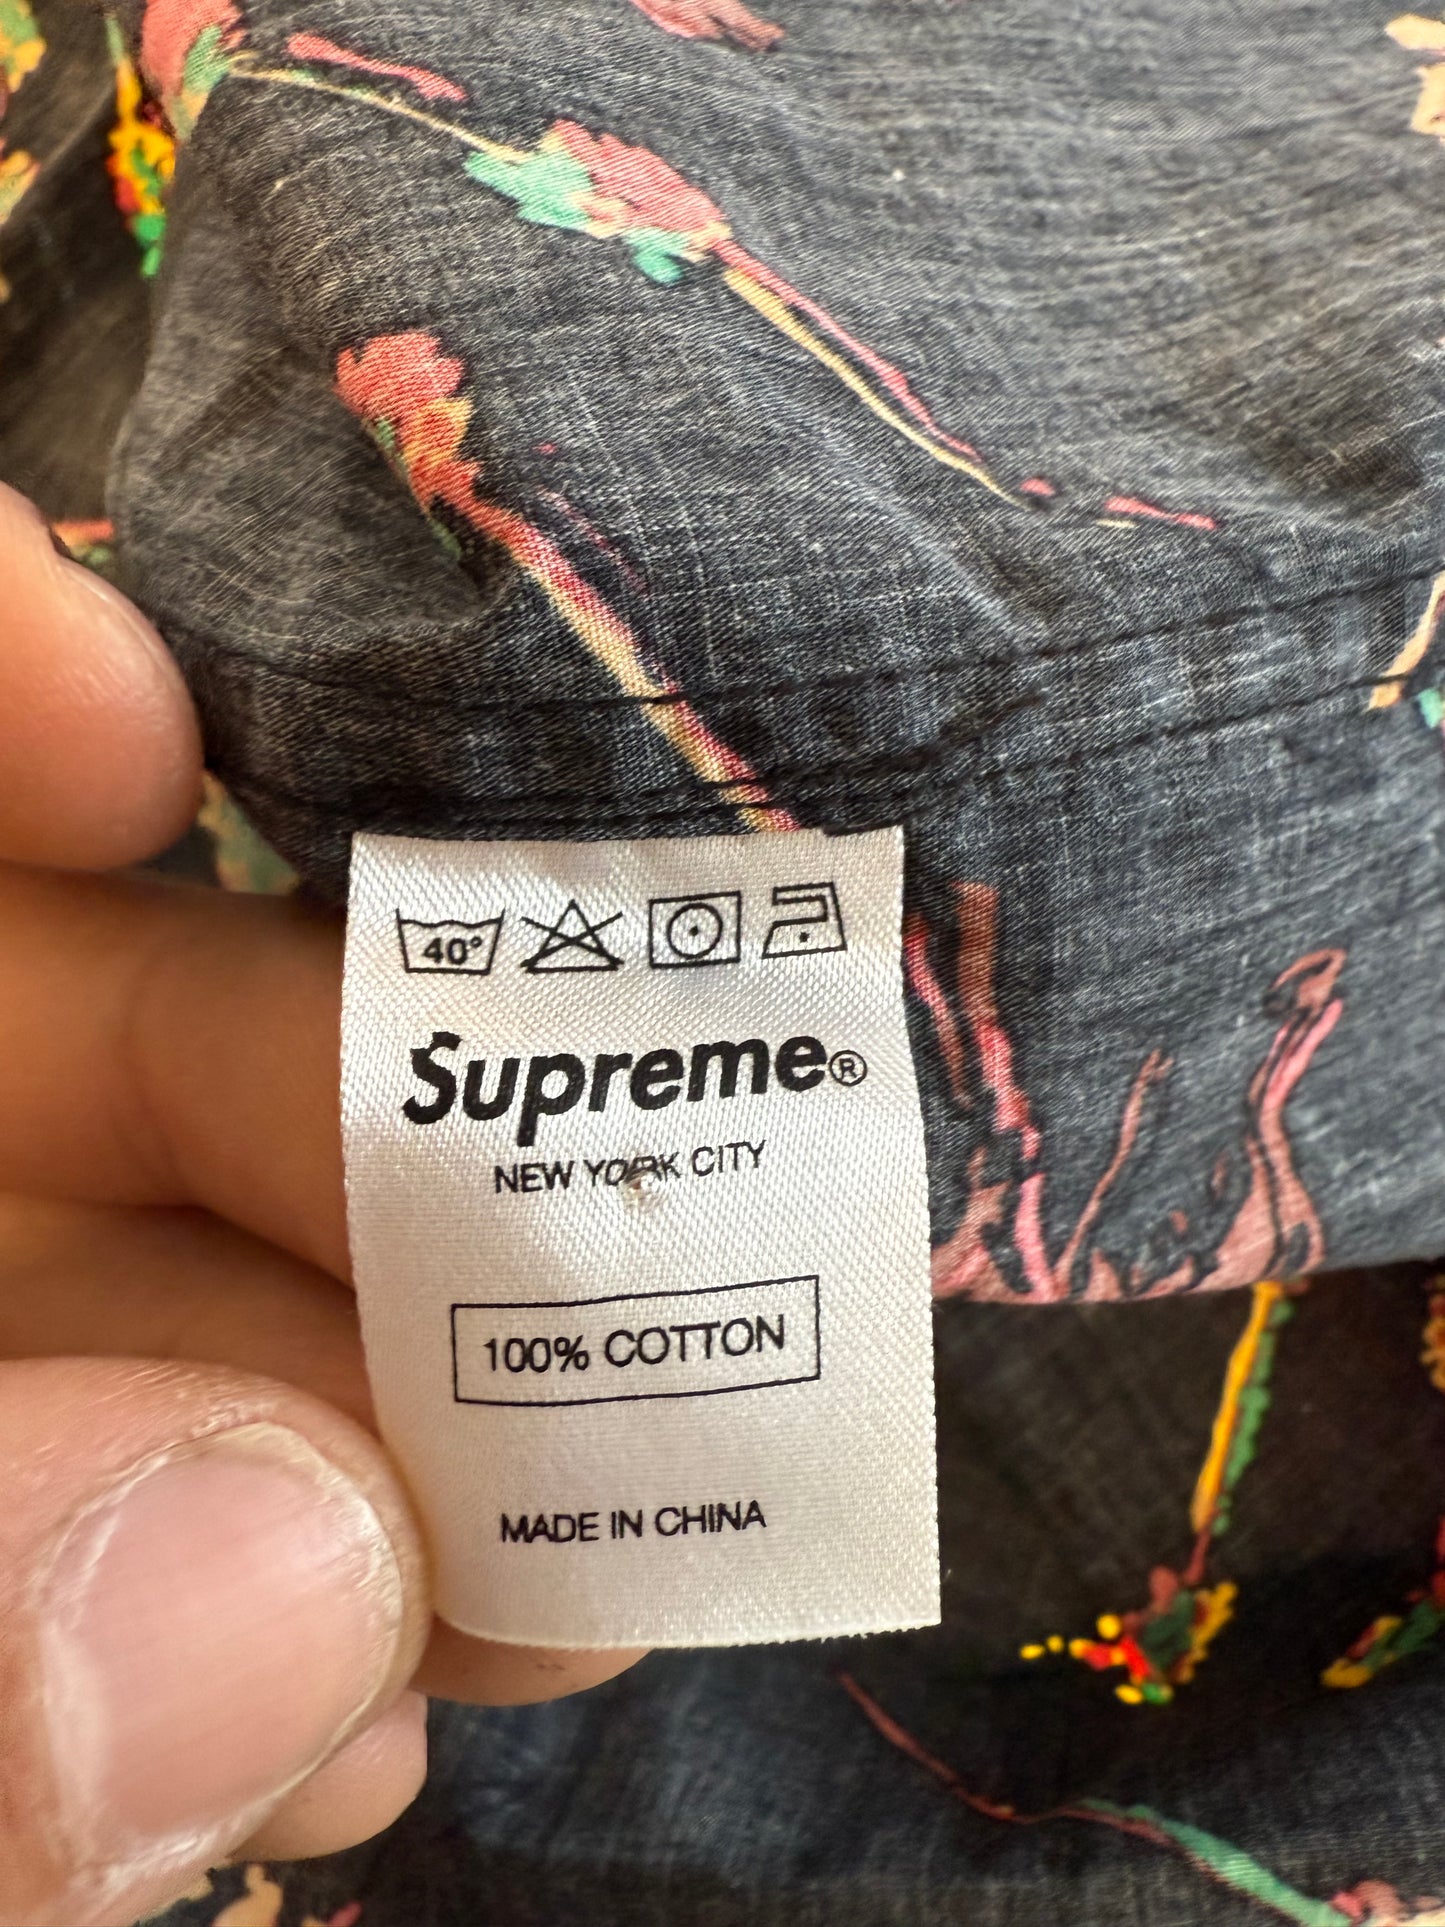 40°
Supreme®
NEW YORK CITY
100% COTTON
MADE IN CHINA